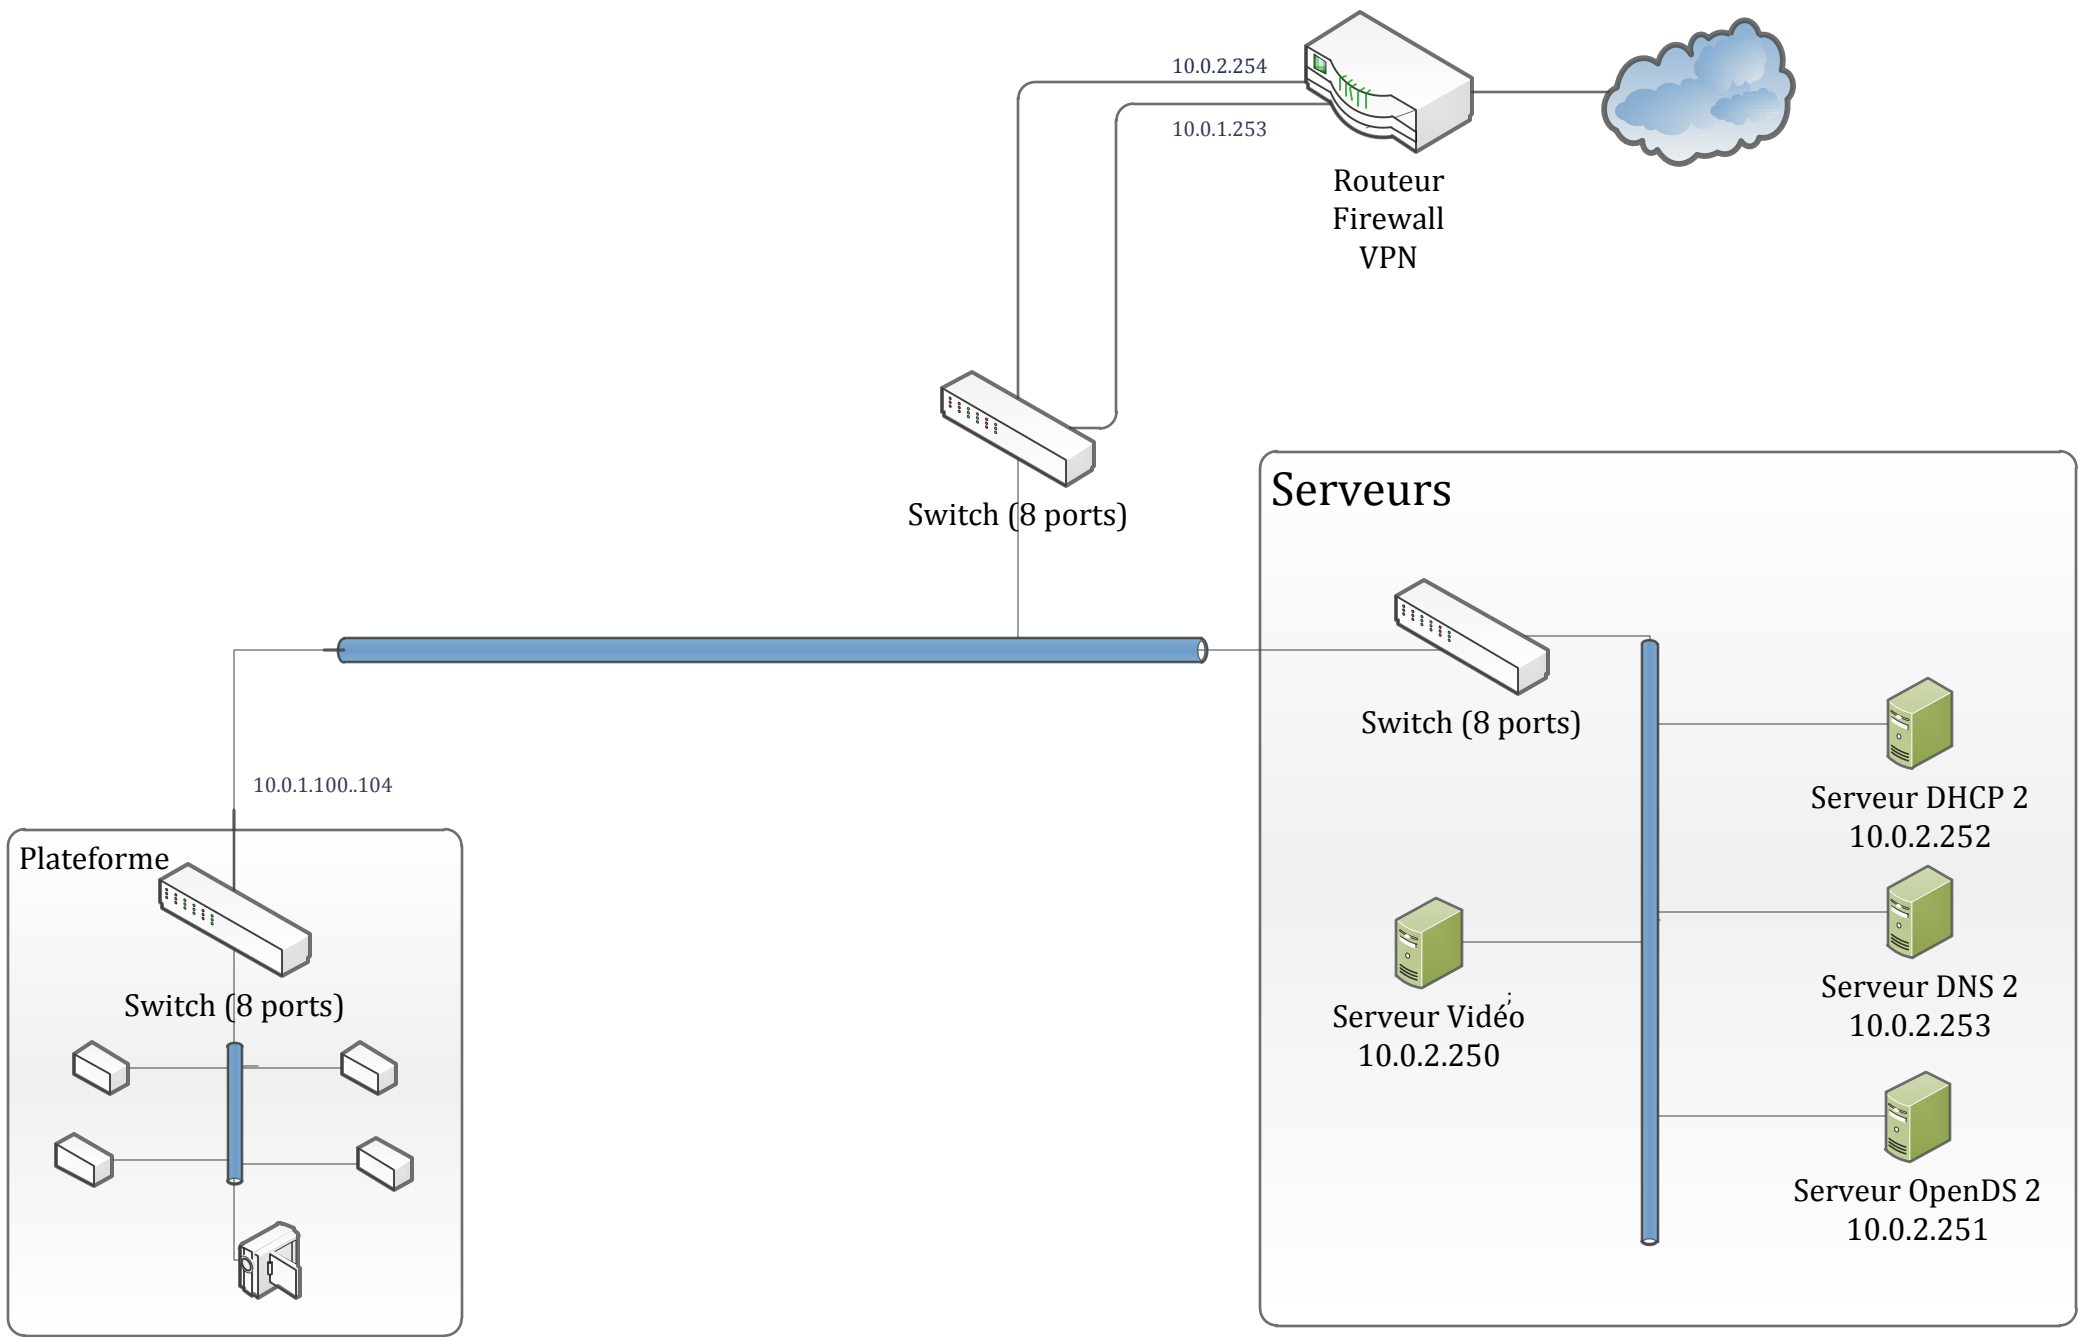 10.0.2.254
10.0.1.253
Routeur
Firewall
VPN
Switch (8 ports)
Serveurs
Switch (8 ports)
Serveur DHCP 2
10.0.2.252
10.0.1.100..104
Plateforme
Switch (8 ports)
;
Serveur Vidéo
10.0.2.250
Serveur DNS 2
10.0.2.253
Serveur OpenDS 2
10.0.2.251